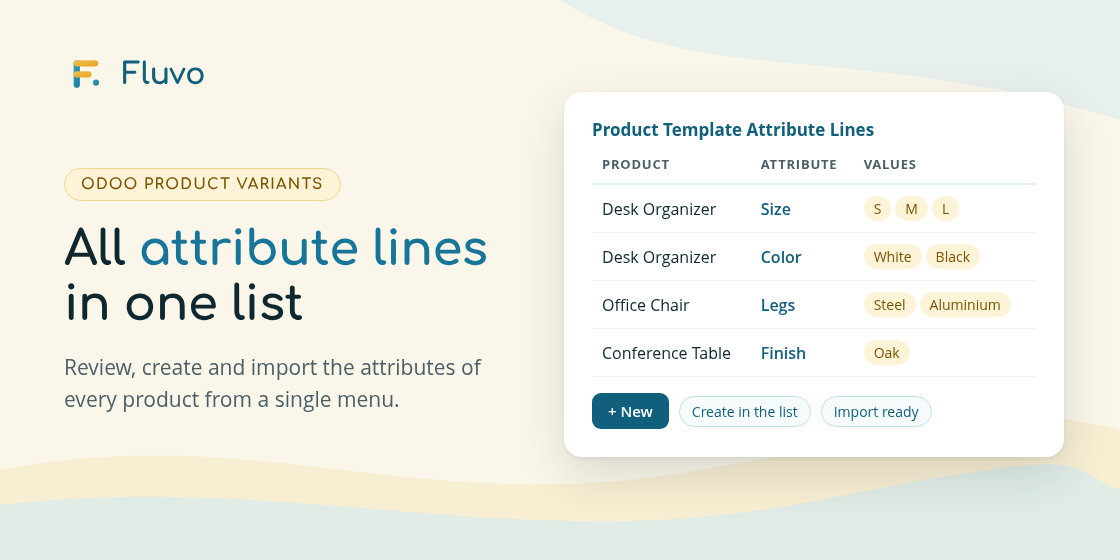 Fluvo
ODOO PRODUCT VARIANTS
All attribute lines
in one list
Review, create and import the attributes of
every product from a single menu.
Product Template Attribute Lines
PRODUCT ATTRIBUTE VALUES
Desk Organizer Size S M L
Desk Organizer Color White Black
Office Chair Legs Steel Aluminium
Conference Table Finish Oak
+ New Create in the list Import ready